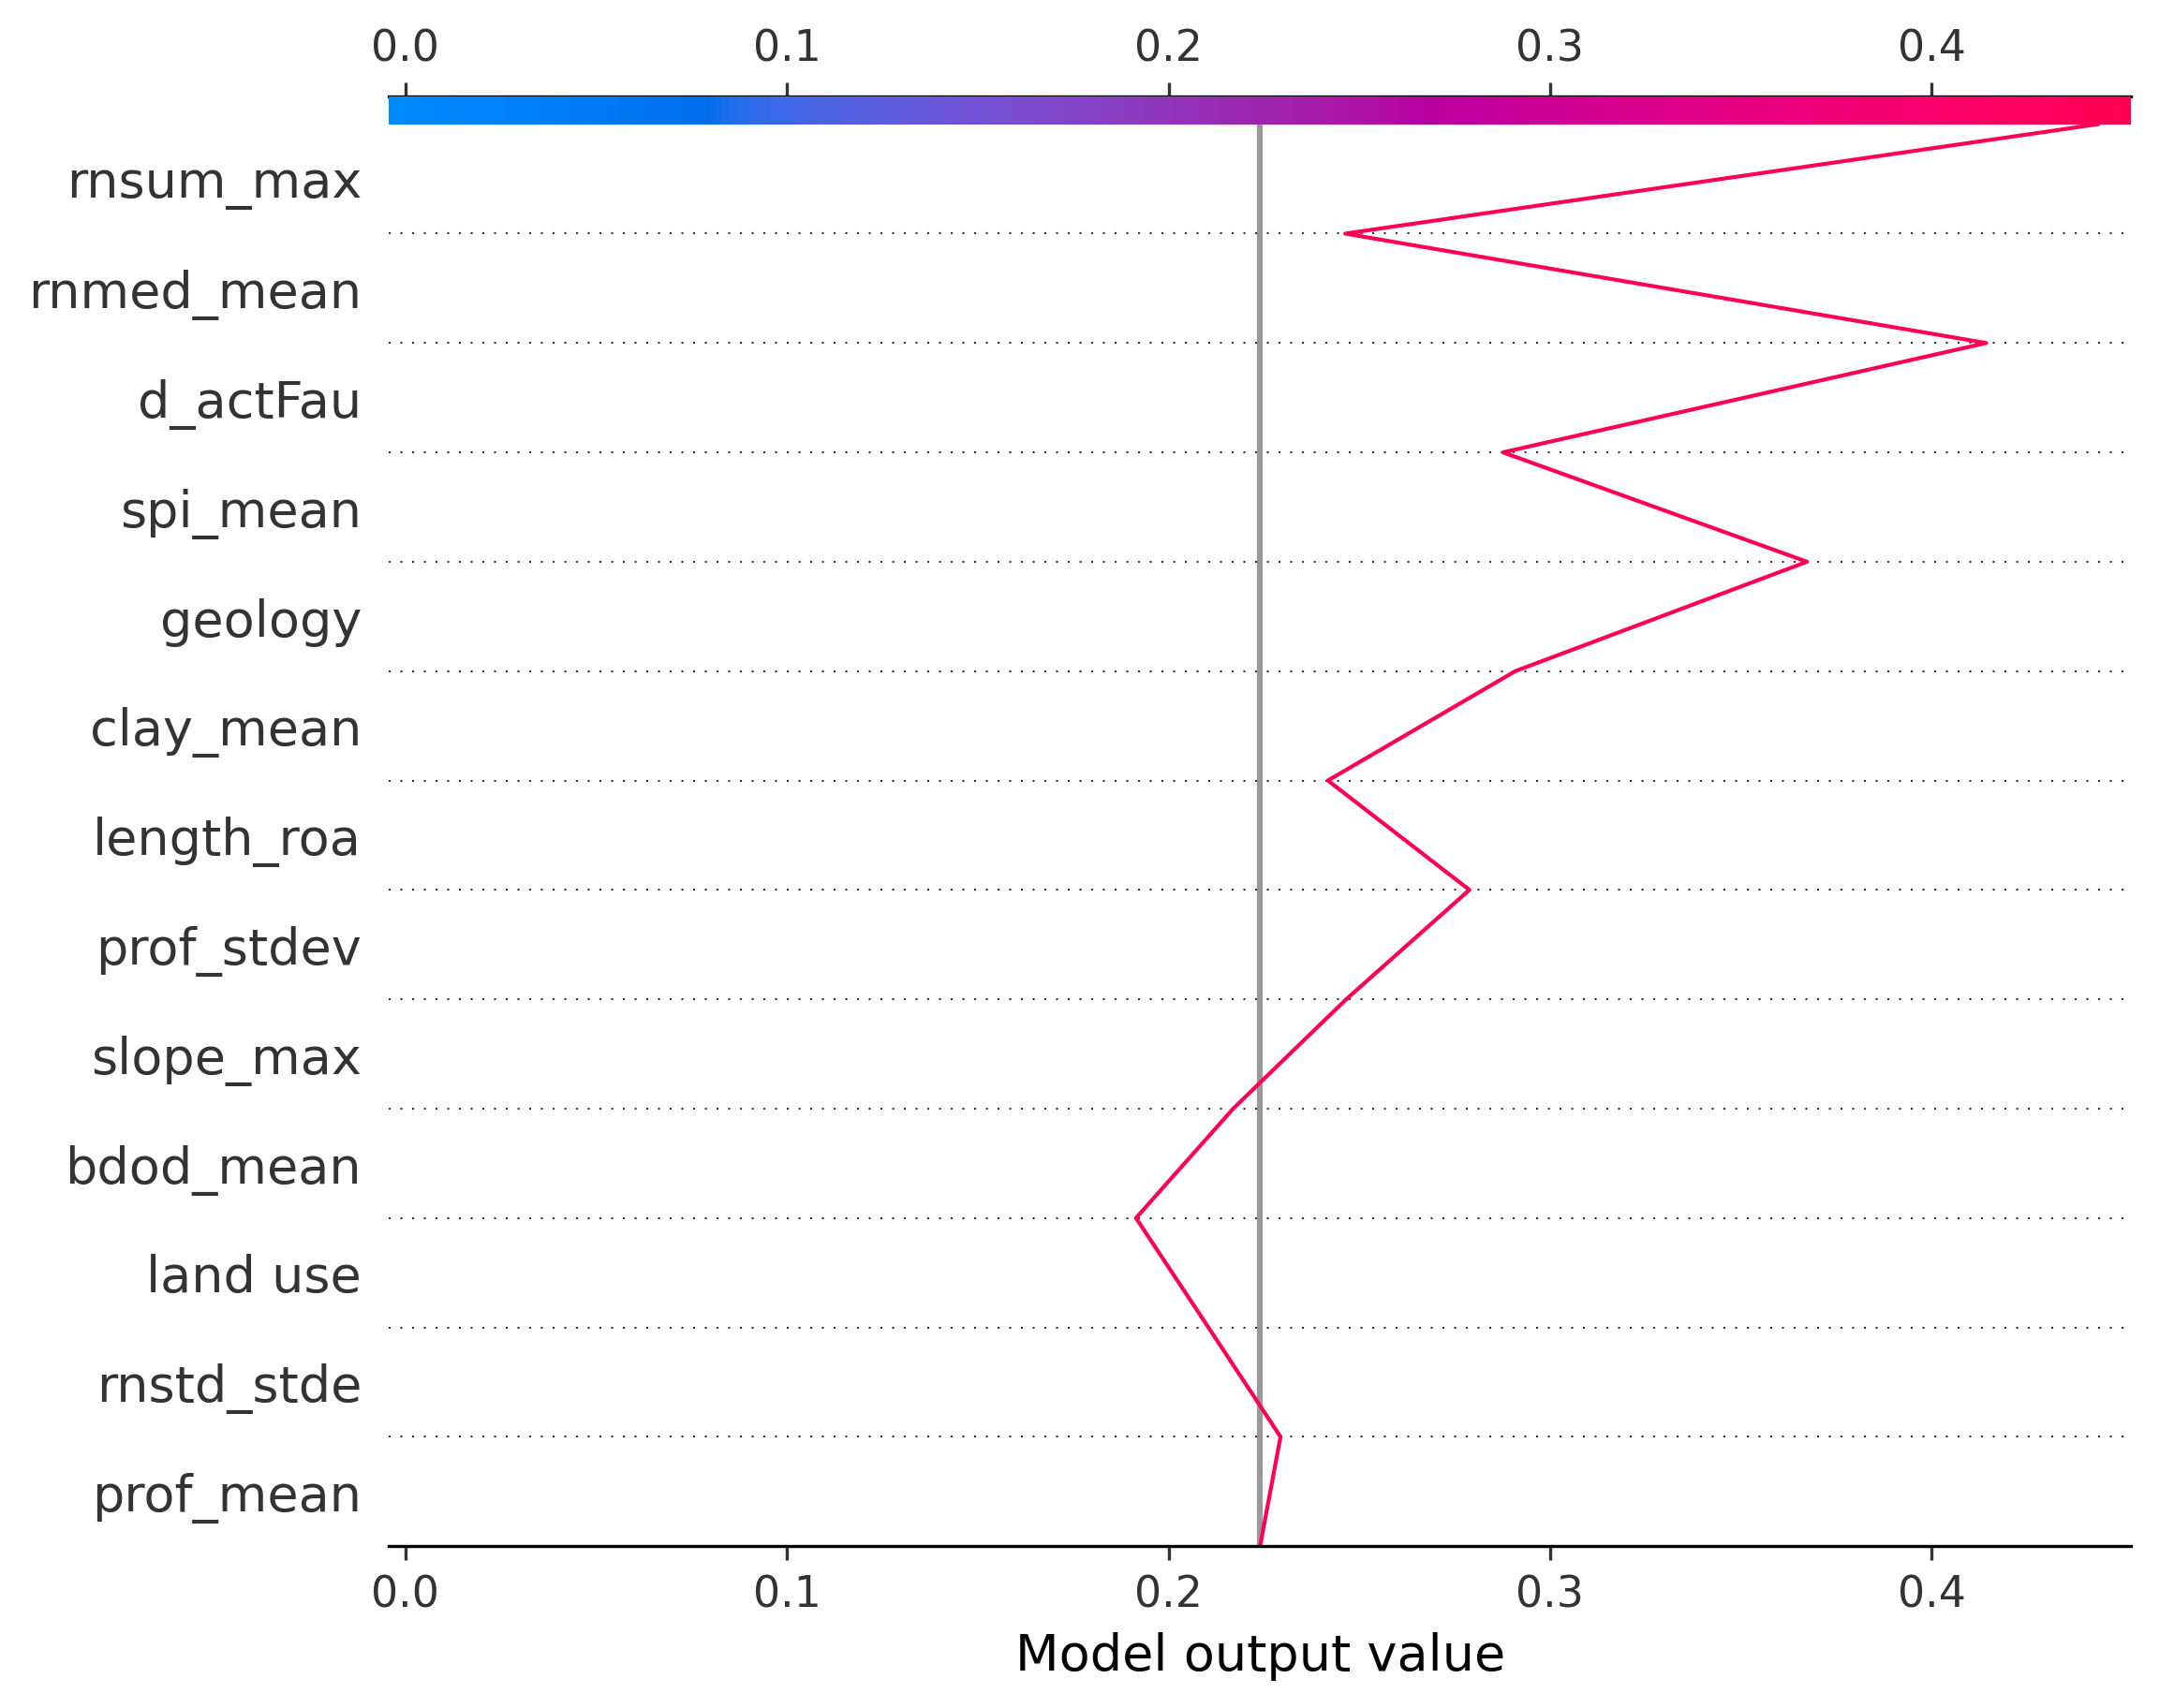 0.0 0.1 0.2 0.3 0.4
rnsum_max
rnmed_mean
d_actFau
spi_mean
geology
clay_mean
length_roa
prof_stdev
slope_max
bdod_mean
land use
rnstd_stde
prof_mean
0.0 0.1 0.2 0.3 0.4
Model output value